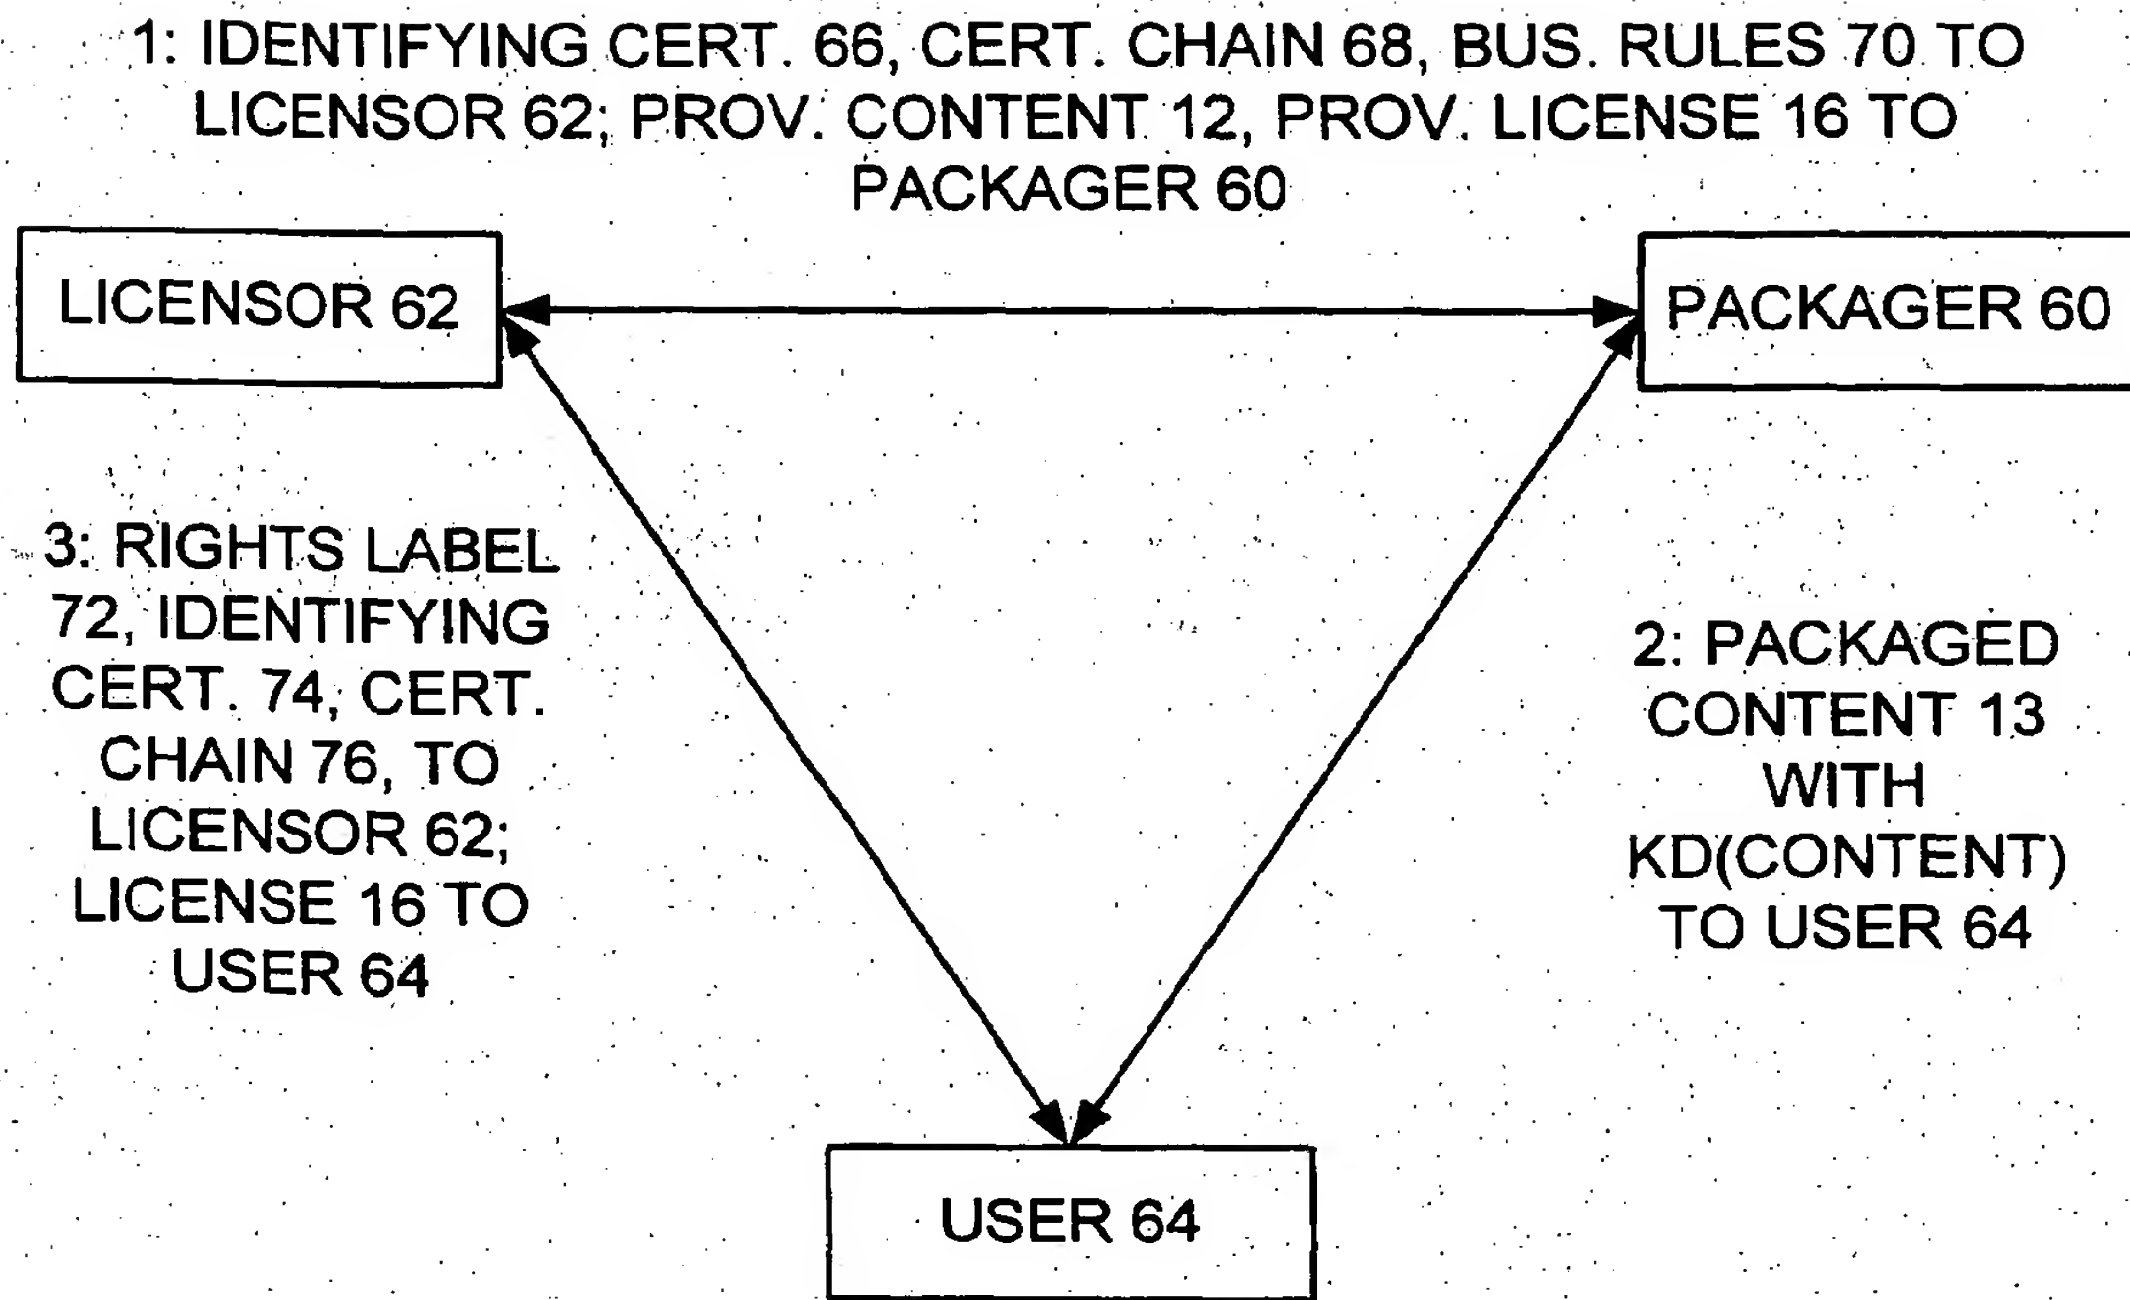 1: IDENTIFYING CERT. 66, CERT. CHAIN 68, BUS. RULES 70 TO
LICENSOR 62; PROV. CONTENT 12, PROV. LICENSE 16 TO
PACKAGER 60
LICENSOR 62
PACKAGER 60
3: RIGHTS LABEL
72, IDENTIFYING
CERT. 74, CERT.
CHAIN 76, TO
LICENSOR 62;
LICENSE 16 TO
USER 64
2: PACKAGED
CONTENT 13
WITH
KD(CONTENT)
TO USER 64
USER 64